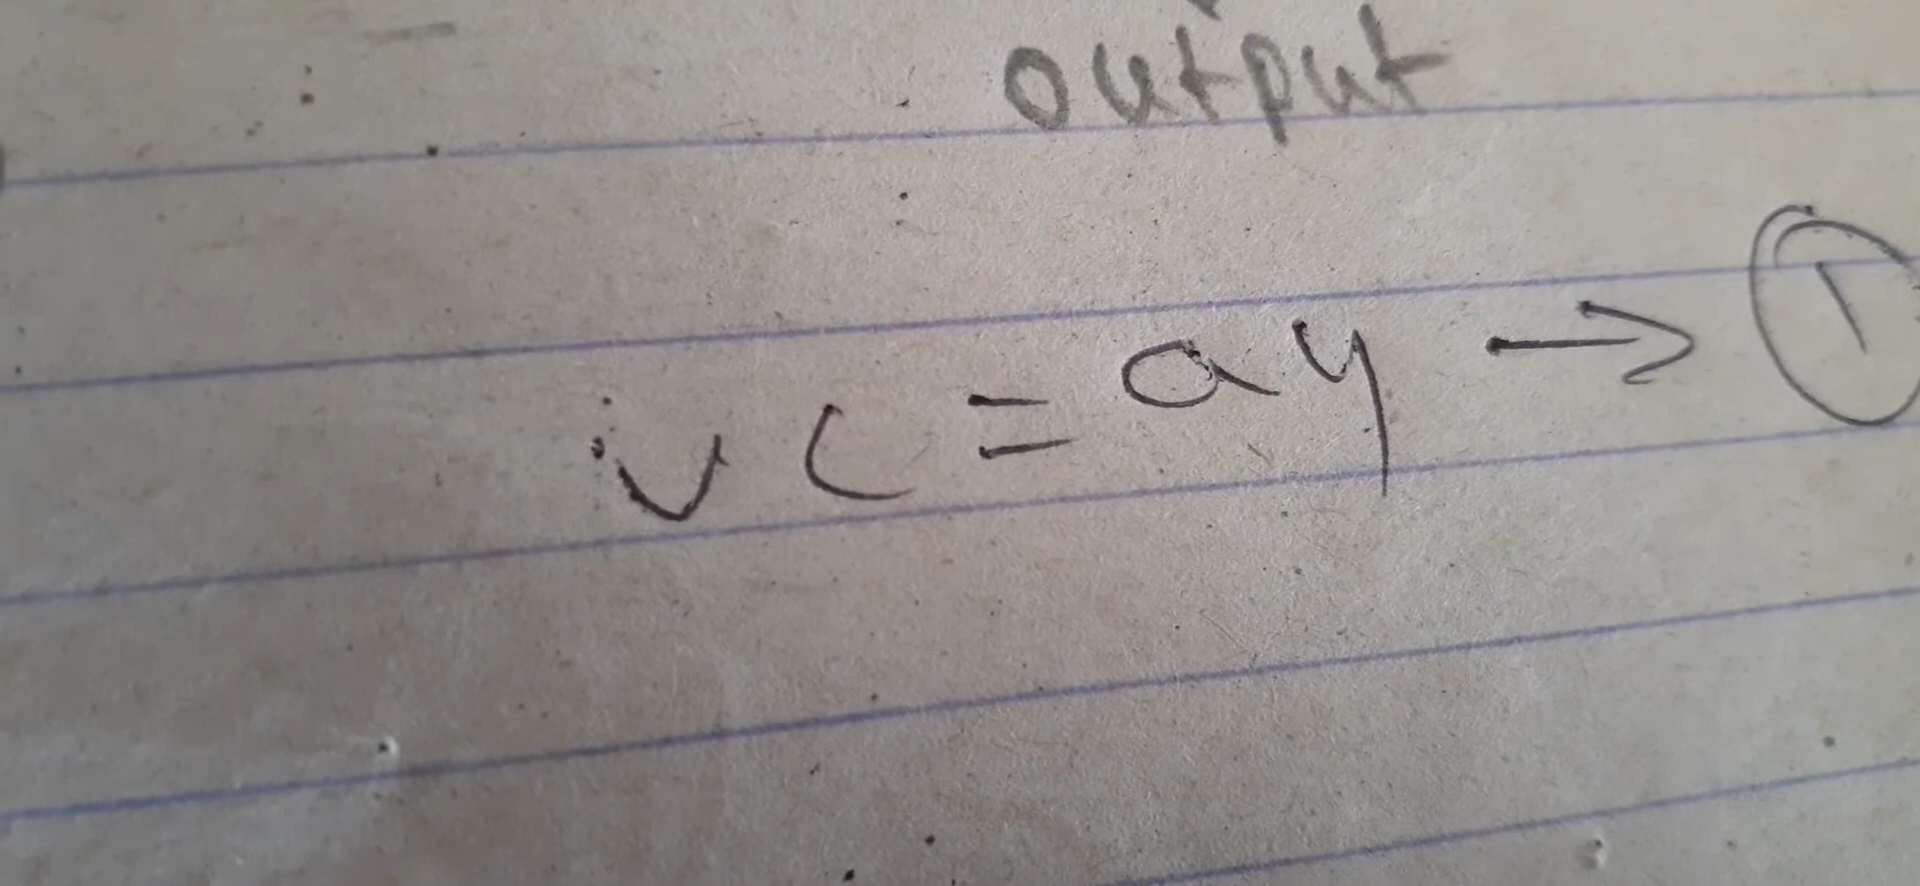 output
vc = ay → ①